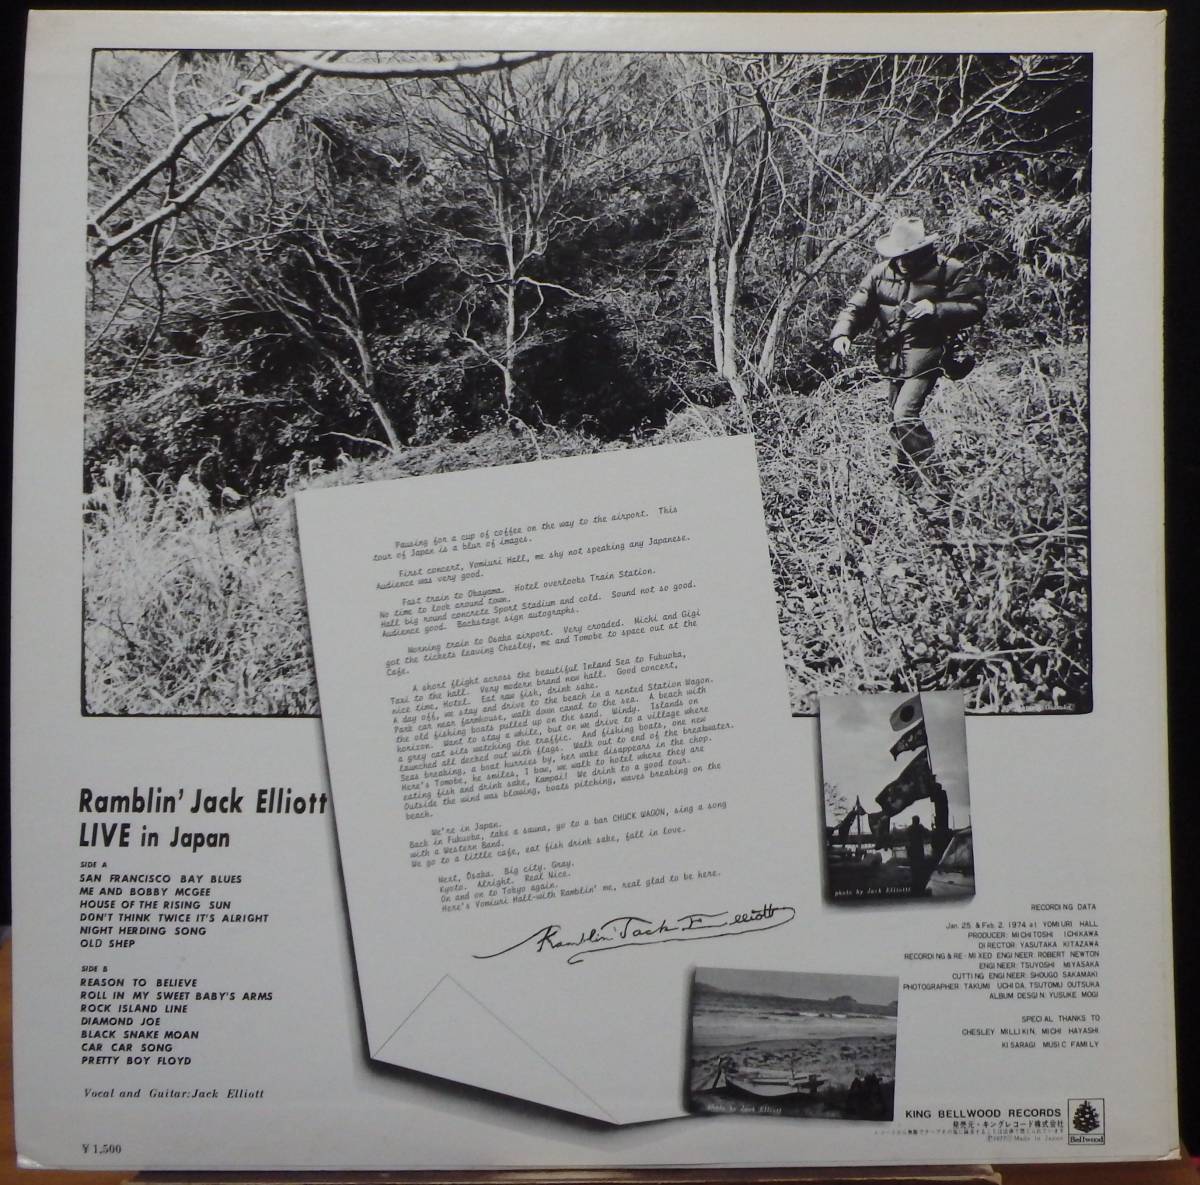 Pausing for a cup of coffee on the way to the airport. This
tour of Japan is a blur of images.
First concert, Yomiuri Hall, me shy not speaking any Japanese.
Audience was very good.
Fast train to Okayama. Hotel overlooks Train Station.
No time to look around town.
Hall big round concrete Sport Stadium and cold. Sound not so good.
Audience good. Backstage sign autographs.
Morning train to Osaka airport. Very crowded. Michi and Gigi
got the tickets leaving Chesley, me and Tomobe to space out at the
Cafe.
A short flight across the beautiful Inland Sea to Fukuoba,
Taxi to the hall. Very modern brand new hall. Good concert,
nice time, Hotel. Eat raw fish, drink sake.
A day off, we stay and drive to the beach in a rented Station Wagon.
Park car near farmhouse, walk down canal to the sea. A beach with
the old fishing boats pulled up on the sand. Windy. Islands on
horizon. Want to stay a while, but on we drive to a village where
a grey cat sits watching the traffic. And fishing boats, one new
launched all decked out with flags. Walk out to end of the breakwater.
Seas breaking, a boat hurries by, her wake disappears in the chop.
Here's Tomobe, he smiles, I bow, we walk to hotel where they are
eating fish and drink sake, Kampai! We drink to a good tour.
Outside the wind was blowing, boats pitching, waves breaking on the
beach.
We're in Japan.
Back in Fukuoba, take a sauna, go to a bar CHUCK WAGON, sing a song
with a Western Band.
We go to a little cafe, eat fish drink sake, fall in love.
Next, Osaka. Big city. Gray.
Kyoto. Alright. Real Nice.
On and on to Tokyo again.
Here's Yomiuri Hall-with Ramblin' me, real glad to be here.
Ramblin' Jack Elliott
Ramblin' Jack Elliott
LIVE in Japan
SIDE A
SAN FRANCISCO BAY BLUES
ME AND BOBBY MCGEE
HOUSE OF THE RISING SUN
DON'T THINK TWICE IT'S ALRIGHT
NIGHT HERDING SONG
OLD SHEP
SIDE B
REASON TO BELIEVE
ROLL IN MY SWEET BABY'S ARMS
ROCK ISLAND LINE
DIAMOND JOE
BLACK SNAKE MOAN
CAR CAR SONG
PRETTY BOY FLOYD
Vocal and Guitar:Jack Elliott
¥1,500
photo by Jack Elliott
photo by Jack Elliott
RECORDING DATA
Jan. 25. & Feb. 2. 1974 at YOMIURI HALL
PRODUCER: MICHITOSHI ICHIKAWA
DIRECTOR: YASUTAKA KITAZAWA
RECORDING & RE-MIXED ENGINEER: ROBERT NEWTON
ENGINEER: TSUYOSHI MIYASAKA
CUTTING ENGINEER: SHOUGO SAKAMAKI
PHOTOGRAPHER: TAKUMI UCHIDA, TSUTOMU OUTSUKA
ALBUM DESGIN: YUSUKE MOGI
SPECIAL THANKS TO
CHESLEY MILLIKIN, MICHI HAYASHI,
KISARAGI MUSIC FAMILY
KING BELLWOOD RECORDS
発売元・キングレコード株式会社
Made in Japan
Bellwood